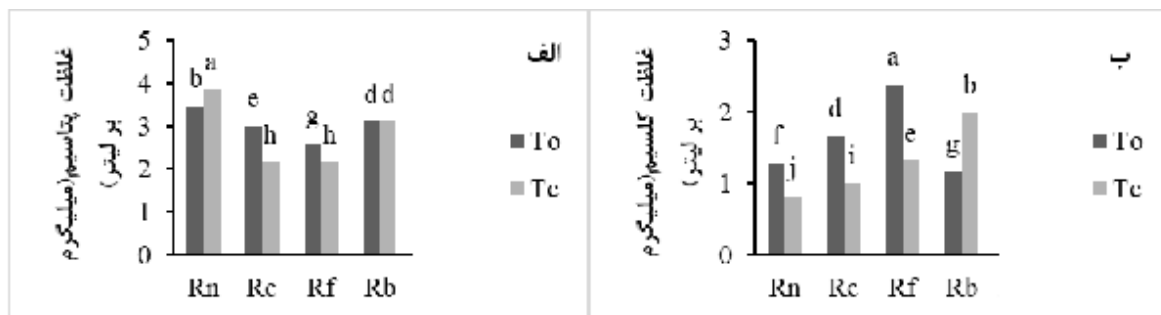 غلظت پتاسیم(میلیگرم
بر لیتر)
الف
5
4
3
2
1
0
b a
e h
g h
d d
Rn Rc Rf Rb
To
Tc
غلظت کلسیم(میلیگرم
بر لیتر)
ب
3
2
1
0
f j
d i
a e
g b
Rn Rc Rf Rb
To
Tc